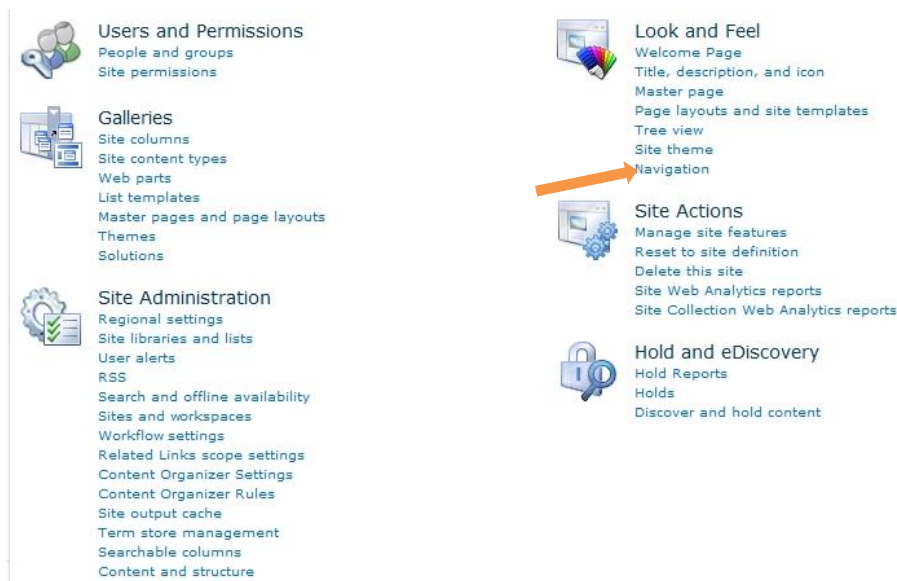 Users and Permissions
People and groups
Site permissions
Galleries
Site columns
Site content types
Web parts
List templates
Master pages and page layouts
Themes
Solutions
Site Administration
Regional settings
Site libraries and lists
User alerts
RSS
Search and offline availability
Sites and workspaces
Workflow settings
Related Links scope settings
Content Organizer Settings
Content Organizer Rules
Site output cache
Term store management
Searchable columns
Content and structure
Look and Feel
Welcome Page
Title, description, and icon
Master page
Page layouts and site templates
Tree view
Site theme
Navigation
Site Actions
Manage site features
Reset to site definition
Delete this site
Site Web Analytics reports
Site Collection Web Analytics reports
Hold and eDiscovery
Hold Reports
Holds
Discover and hold content